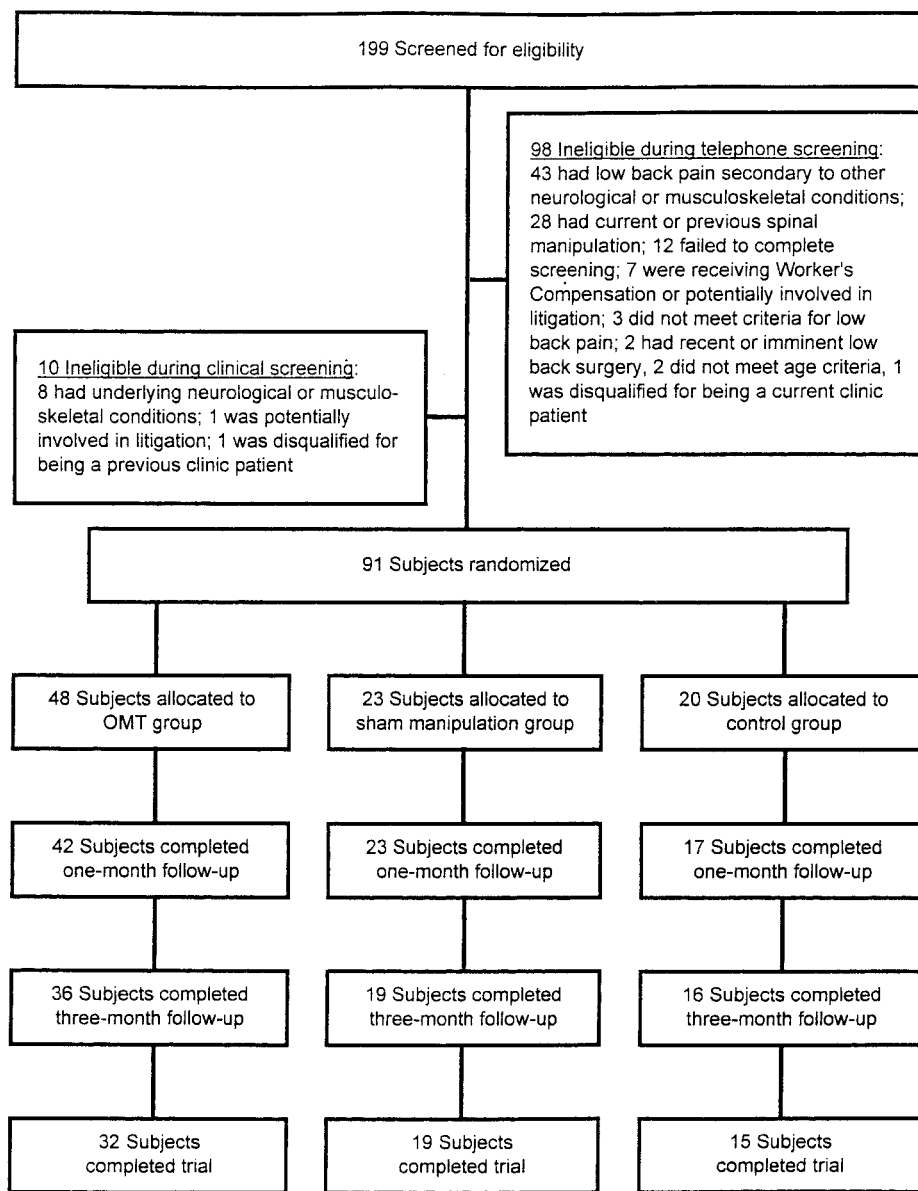 199 Screened for eligibility
98 Ineligible during telephone screening:
43 had low back pain secondary to other
neurological or musculoskeletal conditions;
28 had current or previous spinal
manipulation; 12 failed to complete
screening; 7 were receiving Worker's
Compensation or potentially involved in
litigation; 3 did not meet criteria for low
back pain; 2 had recent or imminent low
back surgery, 2 did not meet age criteria, 1
was disqualified for being a current clinic
patient
10 Ineligible during clinical screening:
8 had underlying neurological or musculo-
skeletal conditions; 1 was potentially
involved in litigation; 1 was disqualified for
being a previous clinic patient
91 Subjects randomized
48 Subjects allocated to
OMT group
23 Subjects allocated to
sham manipulation group
20 Subjects allocated to
control group
42 Subjects completed
one-month follow-up
23 Subjects completed
one-month follow-up
17 Subjects completed
one-month follow-up
36 Subjects completed
three-month follow-up
19 Subjects completed
three-month follow-up
16 Subjects completed
three-month follow-up
32 Subjects
completed trial
19 Subjects
completed trial
15 Subjects
completed trial